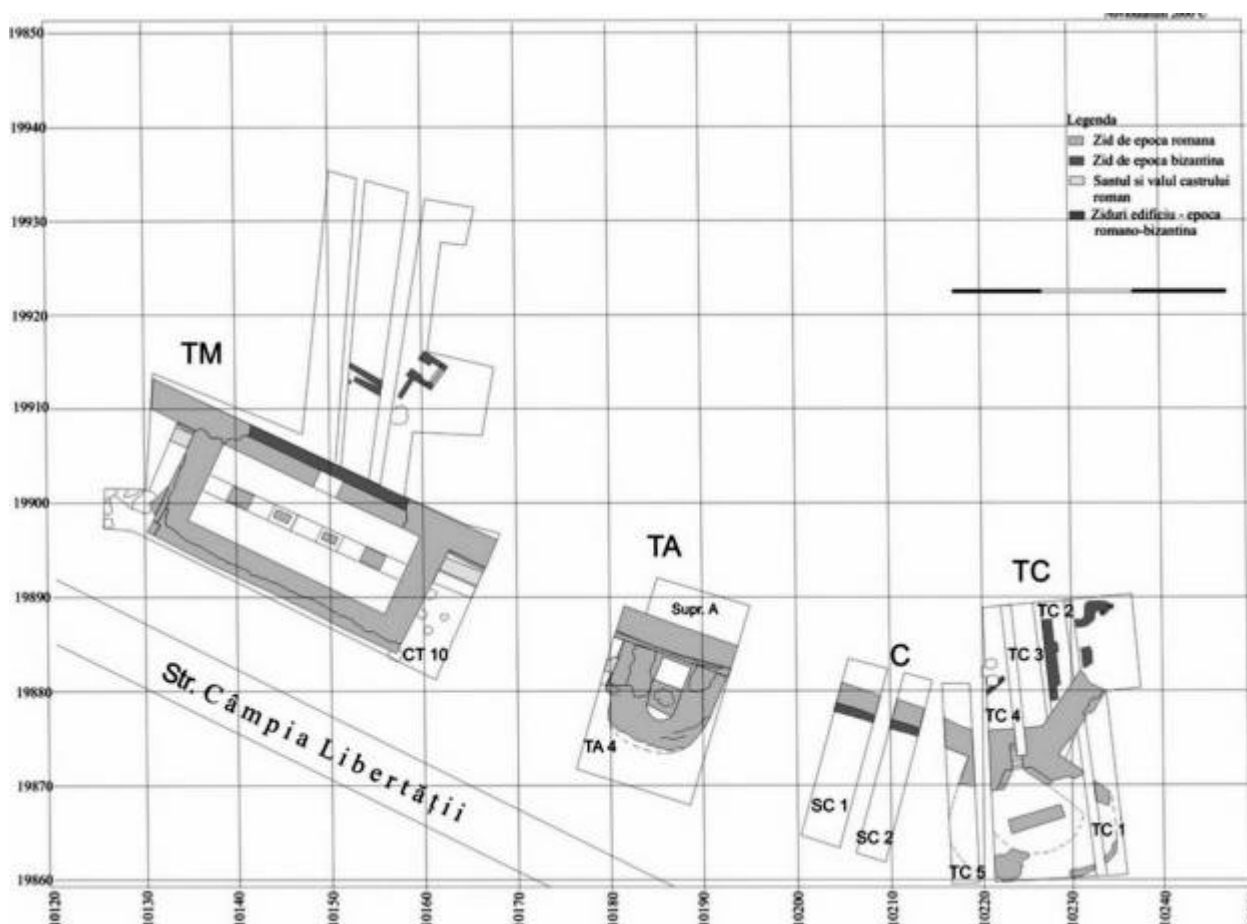 Noviodunum 2000 C
19850
Legenda
19940
Zid de epoca romana
Zid de epoca bizantina
Santul si valul castrului
roman
Ziduri edificiu - epoca
romano-bizantina
19930
19920
TM
19910
19900
TA
TC
19890
Supr. A
TC 2
CT 10
C
TC 3
19880
TC 4
Str. Câmpia Libertății
TA 4
19870
SC 1
SC 2
TC 1
TC 5
19860
10120
10130
10140
10150
10160
10170
10180
10190
10200
10210
10220
10230
10240